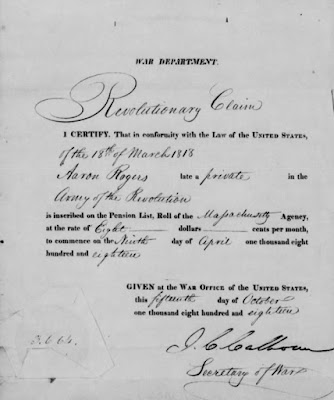 WAR DEPARTMENT.
Revolutionary Claim
I CERTIFY, That in conformity with the Law of the UNITED STATES,
of the 18th of March 1818
Aaron Rogers late a private in the
Army of the Revolution
is inscribed on the Pension List, Roll of the Massachusetts Agency,
at the rate of Eight dollars cents per month,
to commence on the Ninth day of April one thousand eight
hundred and eighteen
GIVEN at the WAR OFFICE of the UNITED STATES,
this fifteenth day of October
one thousand eight hundred and eighteen
J. C. Calhoun
Secretary of War